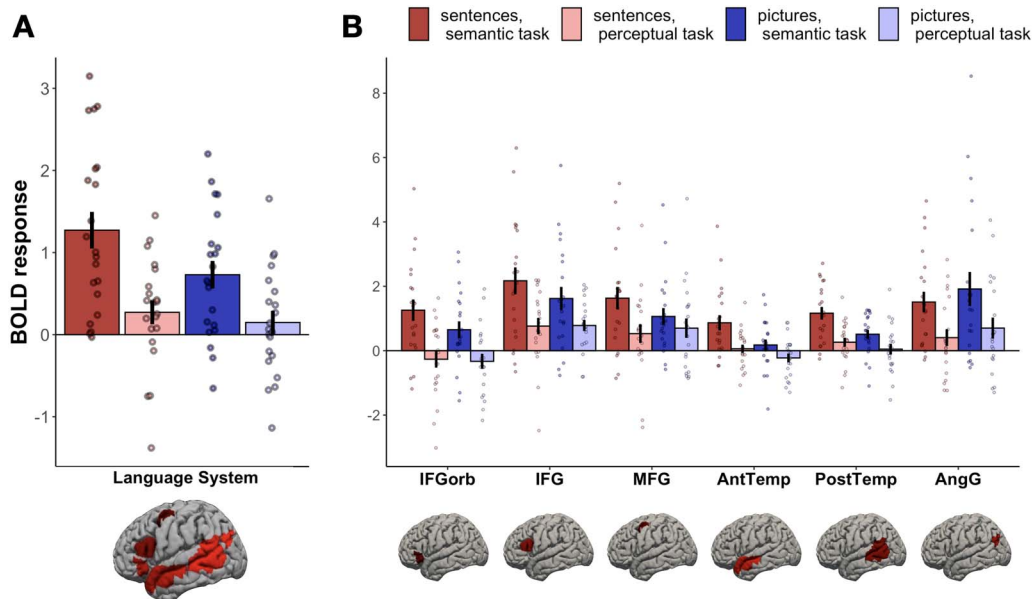 A
B
sentences,
semantic task
sentences,
perceptual task
pictures,
semantic task
pictures,
perceptual task
BOLD response
3
2
1
0
-1
Language System
8
6
4
2
0
-2
IFGorb
IFG
MFG
AntTemp
PostTemp
AngG